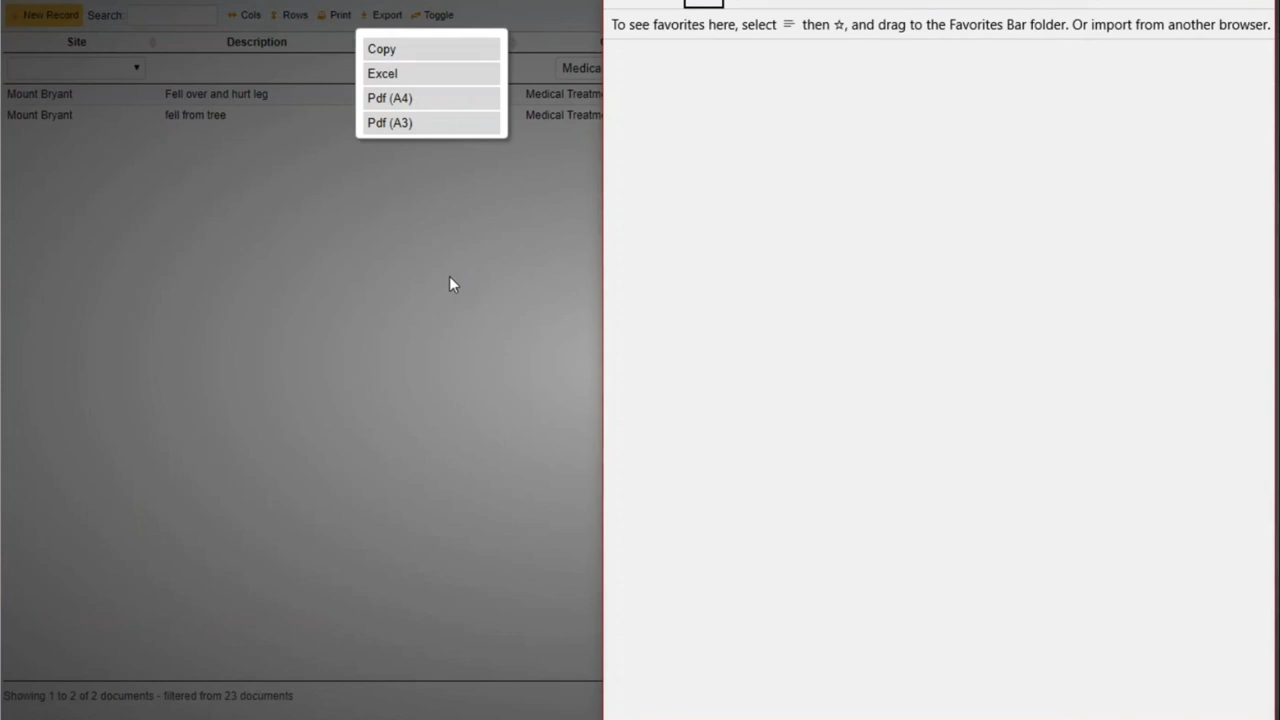 New Record Search: Cols Rows Print Export Toggle
Site Description
Medica
Mount Bryant Fell over and hurt leg Medical Treatm
Mount Bryant fell from tree Medical Treatm
Copy
Excel
Pdf (A4)
Pdf (A3)
Showing 1 to 2 of 2 documents - filtered from 23 documents
To see favorites here, select ≡ then ☆, and drag to the Favorites Bar folder. Or import from another browser.